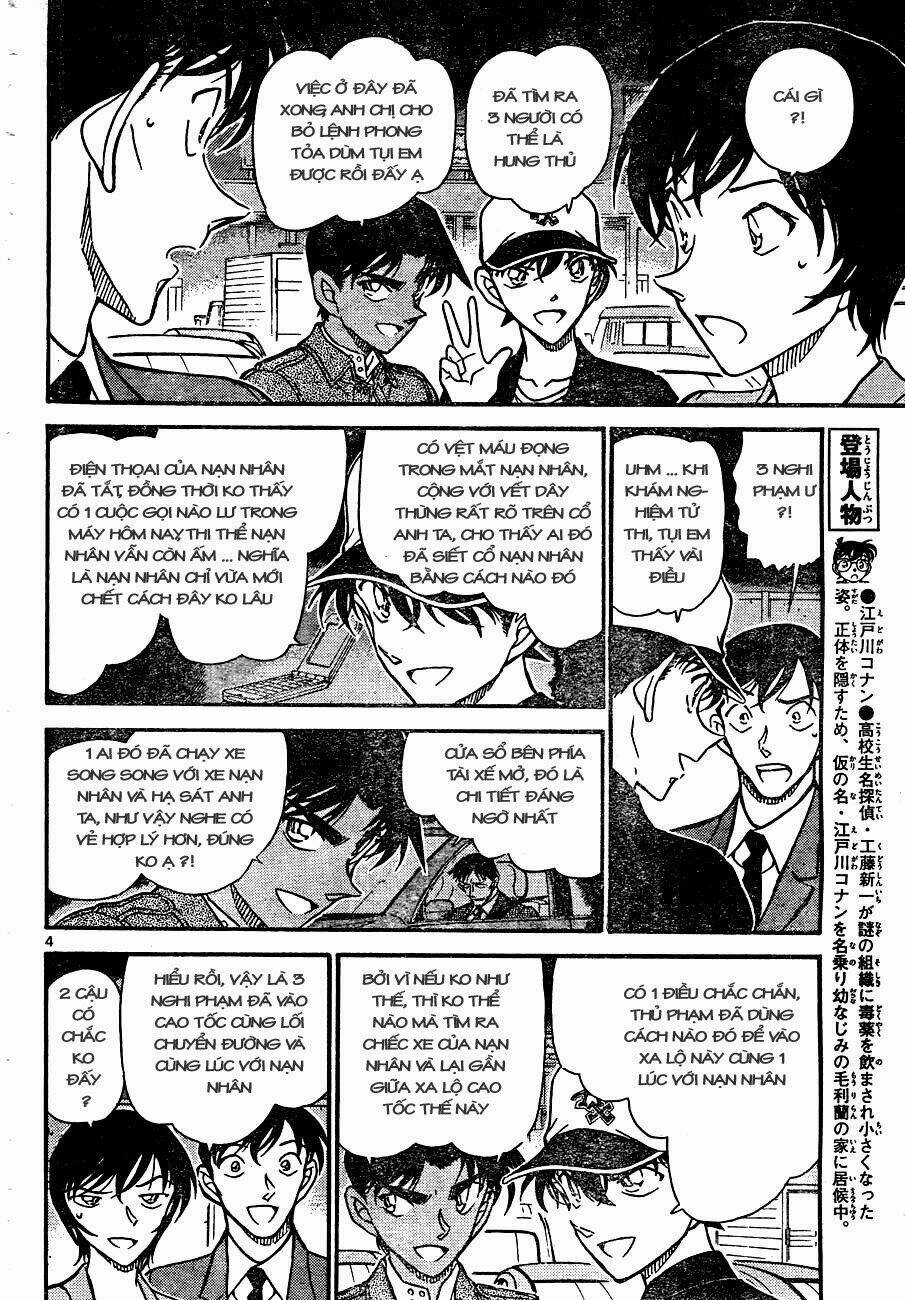 CÁI GÌ
?!
ĐÃ TÌM RA
3 NGƯỜI CÓ
THỂ LÀ
HUNG THỦ
VIỆC Ở ĐÂY ĐÃ
XONG, ANH CHỊ CHO
BỎ LỆNH PHONG
TỎA DÙM TỤI EM
ĐƯỢC RỒI ĐẤY Ạ
3 NGHI
PHẠM Ư
?!
UHM ... KHI
KHÁM NG-
HIỆM TỬ
THI, TỤI EM
THẤY VÀI
ĐIỀU
CÓ VỆT MÁU ĐỌNG
TRONG MẮT NẠN NHÂN,
CỘNG VỚI VẾT DÂY
THỪNG RẤT RÕ TRÊN CỔ
ANH TA, CHO THẤY AI ĐÓ
ĐÃ SIẾT CỔ NẠN NHÂN
BẰNG CÁCH NÀO ĐÓ
ĐIỆN THỌAI CỦA NẠN NHÂN
ĐÃ TẮT, ĐỒNG THỜI KO THẤY
CÓ 1 CUỘC GỌI NÀO LƯ TRONG
MÁY HÔM NAY, THI THỂ NẠN
NHÂN VẪN CÒN ẤM ... NGHĨA
LÀ NẠN NHÂN CHỈ VỪA MỚI
CHẾT CÁCH ĐÂY KO LÂU
CỬA SỔ BÊN PHÍA
TÀI XẾ MỞ, ĐÓ LÀ
CHI TIẾT ĐÁNG
NGỜ NHẤT
1 AI ĐÓ ĐÃ CHẠY XE
SONG SONG VỚI XE NẠN
NHÂN VÀ HẠ SÁT ANH
TA, NHƯ VẬY NGHE CÓ
VẺ HỢP LÝ HƠN, ĐÚNG
KO Ạ ?!
4
CÓ 1 ĐIỀU CHẮC CHẮN,
THỦ PHẠM ĐÃ DÙNG
CÁCH NÀO ĐÓ ĐỂ VÀO
XA LỘ NÀY CÙNG 1
LÚC VỚI NẠN NHÂN
BỞI VÌ NẾU KO NHƯ
THẾ, THÌ KO THỂ
NÀO MÀ TÌM RA
CHIẾC XE CỦA NẠN
NHÂN VÀ LẠI GẦN
GIỮA XA LỘ CAO
TỐC THẾ NÀY
HIỂU RỒI, VẬY LÀ 3
NGHI PHẠM ĐÃ VÀO
CAO TỐC CÙNG LỐI
CHUYỂN ĐƯỜNG VÀ
CÙNG LÚC VỚI NẠN
NHÂN
2 CẬU
CÓ
CHẮC
KO
ĐẤY
?
登場人物
●江戸川コナン●高校生名探偵・工藤新一が謎の組織に毒薬を飲まされ小さくなった
姿。正体を隠すため、仮の名・江戸川コナンを名乗り幼なじみの毛利蘭の家に居候中。